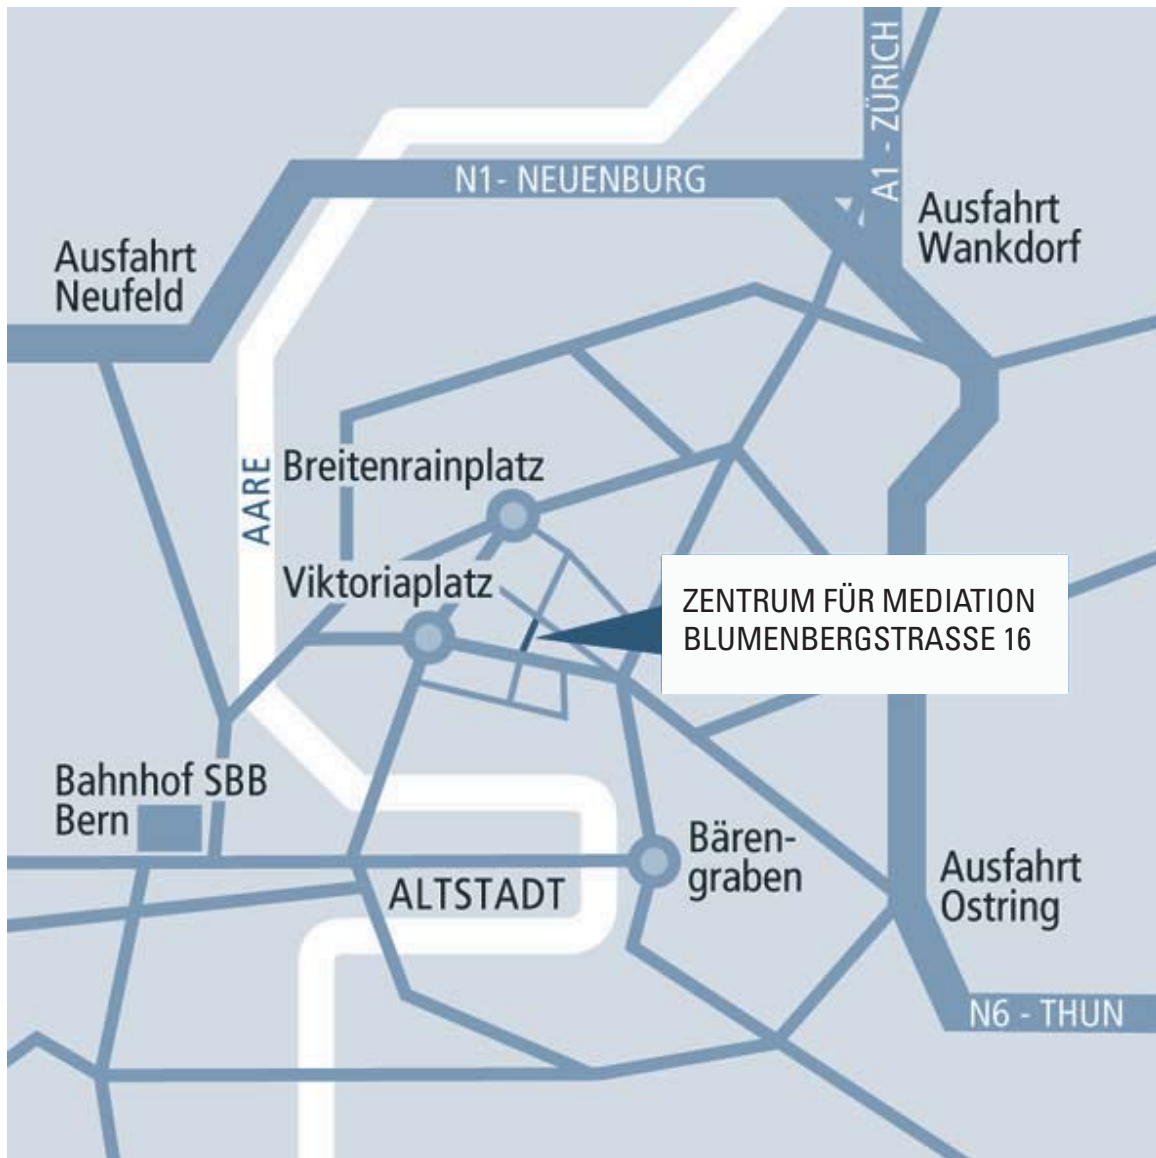 A1 - ZÜRICH
N1- NEUENBURG
Ausfahrt
Wankdorf
Ausfahrt
Neufeld
AARE
Breitenrainplatz
Viktoriaplatz
ZENTRUM FÜR MEDIATION
BLUMENBERGSTRASSE 16
Bahnhof SBB
Bern
Bären-
graben
ALTSTADT
Ausfahrt
Ostring
N6 - THUN